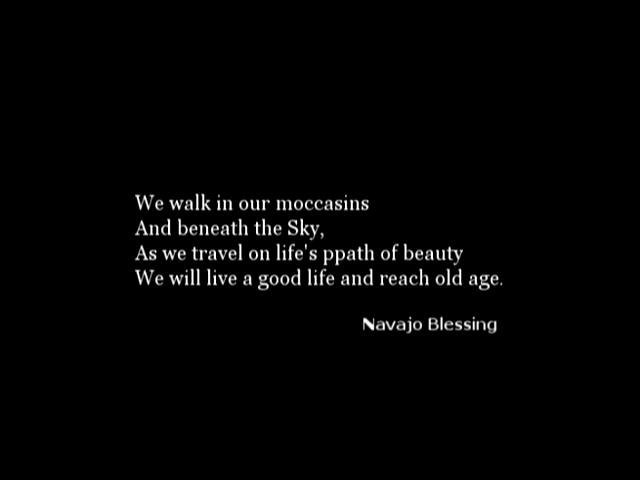 We walk in our moccasins
And beneath the Sky,
As we travel on life's ppath of beauty
We will live a good life and reach old age.
Navajo Blessing